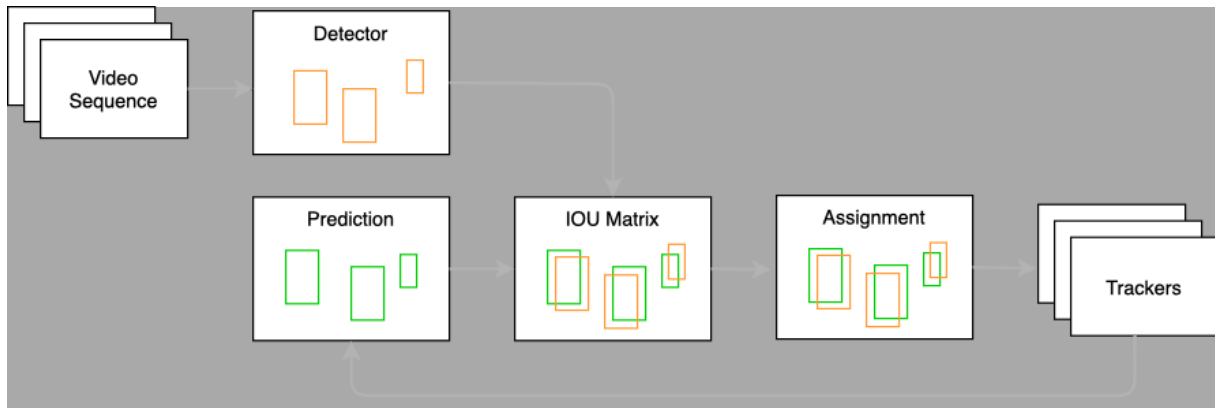 Video
Sequence
Detector
Prediction
IOU Matrix
Assignment
Trackers